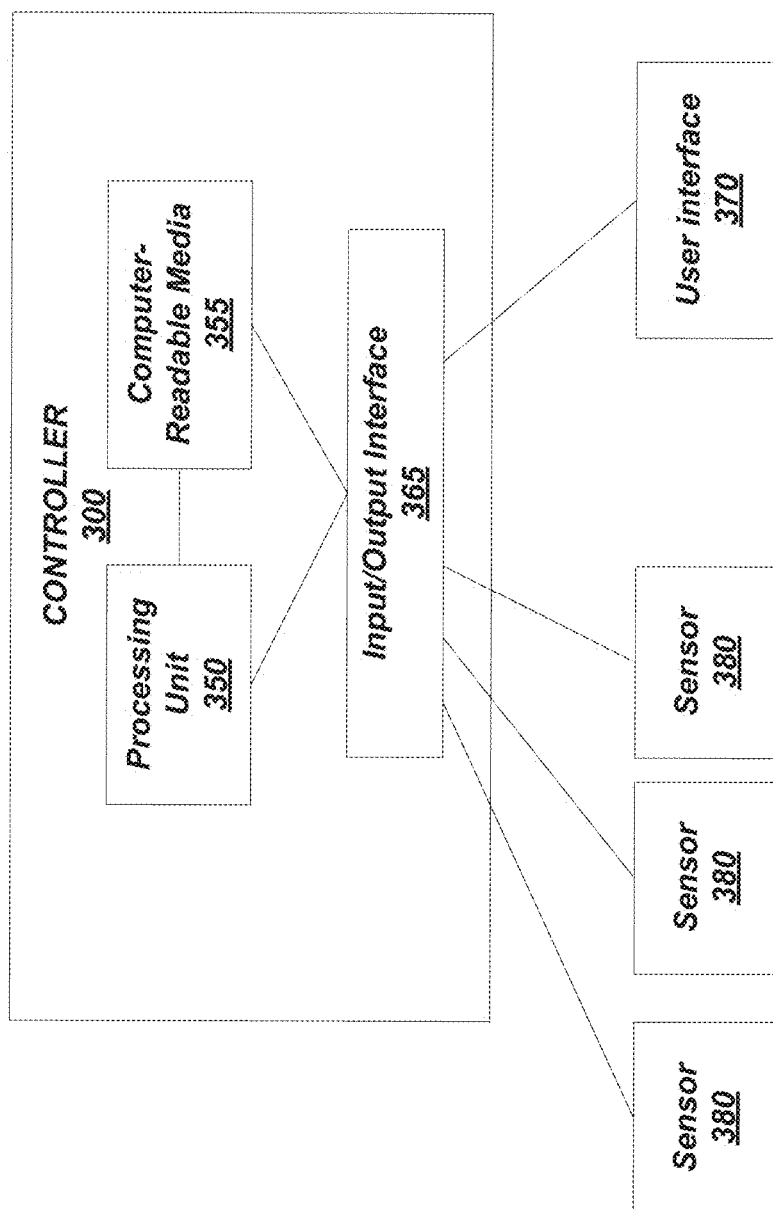 CONTROLLER
300
Processing
Unit
350
Computer-
Readable Media
355
Input/Output Interface
365
Sensor
380
Sensor
380
Sensor
380
User interface
370